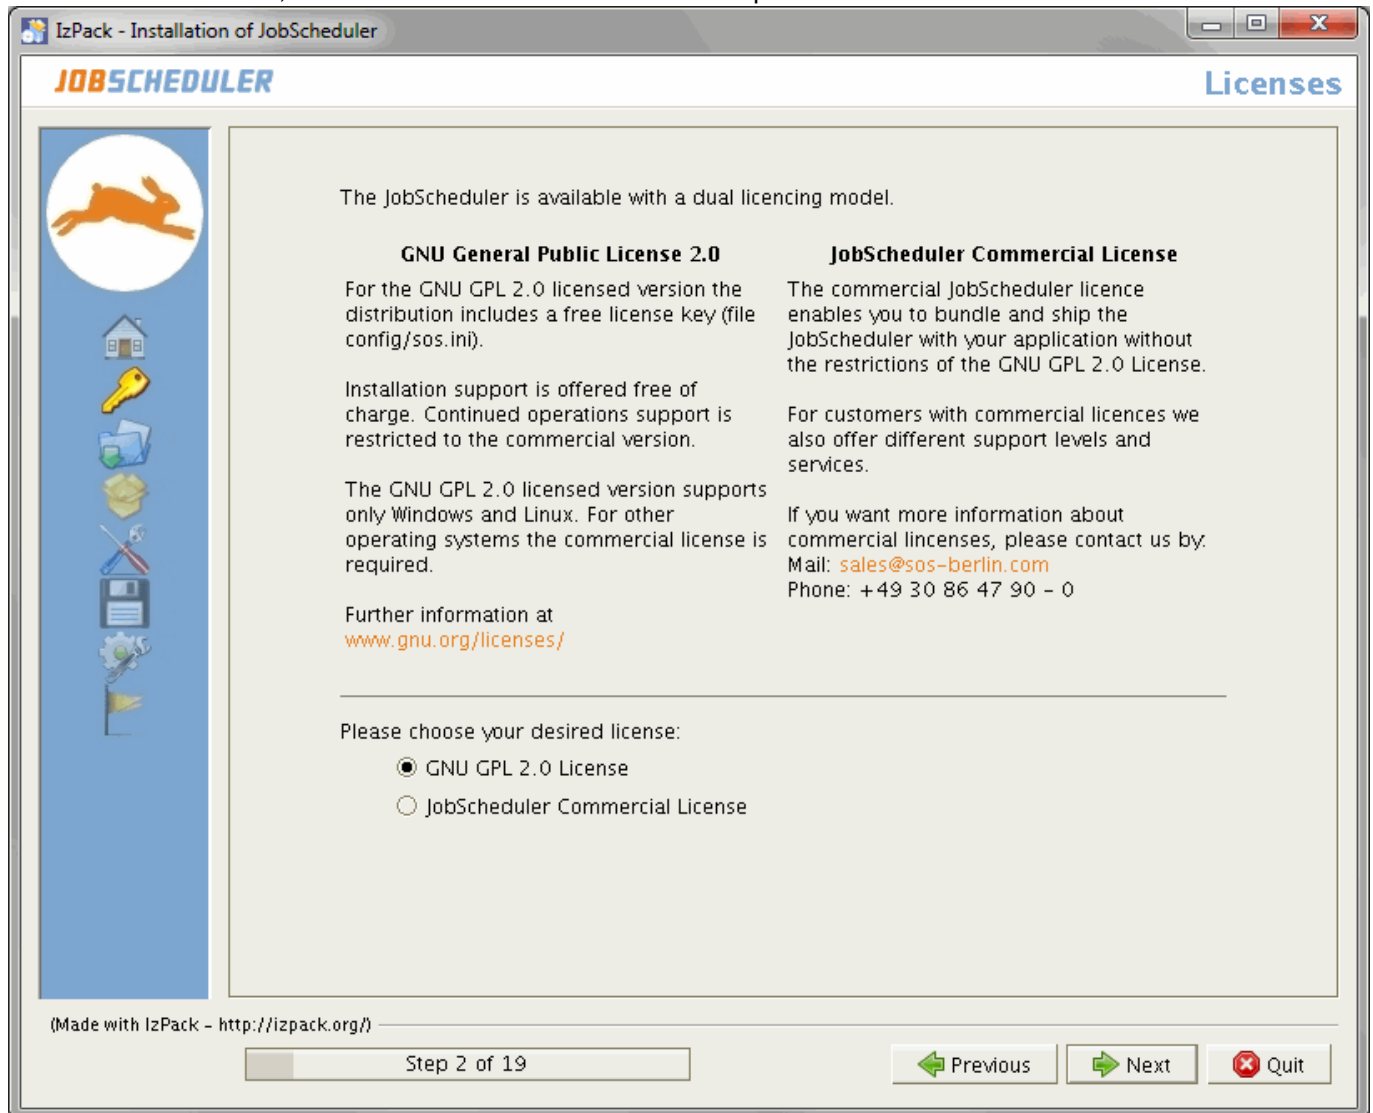 IzPack - Installation of JobScheduler
JOBSCHEDULER
Licenses
The JobScheduler is available with a dual licencing model.
GNU General Public License 2.0
For the GNU GPL 2.0 licensed version the
distribution includes a free license key (file
config/sos.ini).
Installation support is offered free of
charge. Continued operations support is
restricted to the commercial version.
The GNU GPL 2.0 licensed version supports
only Windows and Linux. For other
operating systems the commercial license is
required.
Further information at
www.gnu.org/licenses/
JobScheduler Commercial License
The commercial JobScheduler licence
enables you to bundle and ship the
JobScheduler with your application without
the restrictions of the GNU GPL 2.0 License.
For customers with commercial licences we
also offer different support levels and
services.
If you want more information about
commercial lincenses, please contact us by:
Mail: sales@sos-berlin.com
Phone: +49 30 86 47 90 - 0
Please choose your desired license:
GNU GPL 2.0 License
JobScheduler Commercial License
(Made with IzPack - http://izpack.org/)
Step 2 of 19
Previous
Next
Quit